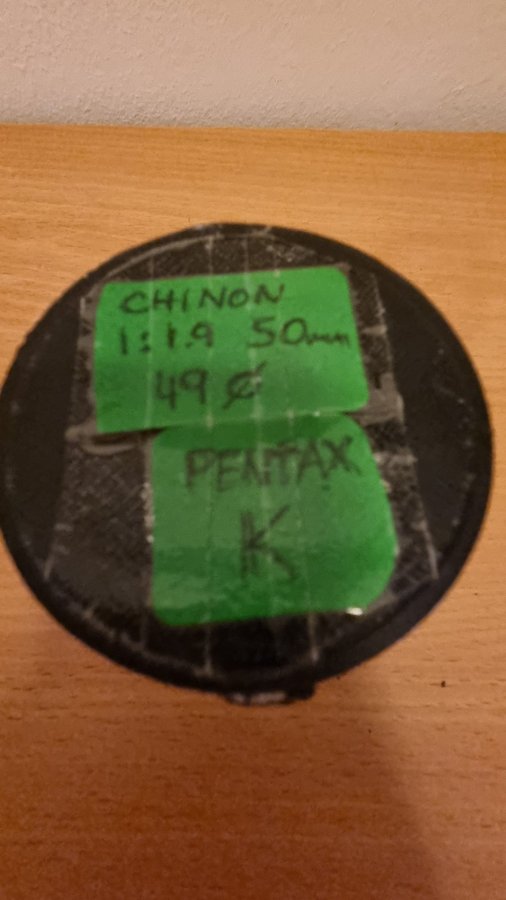 CHINON
1:1.9 50mm
49 Ø
PENTAX
K